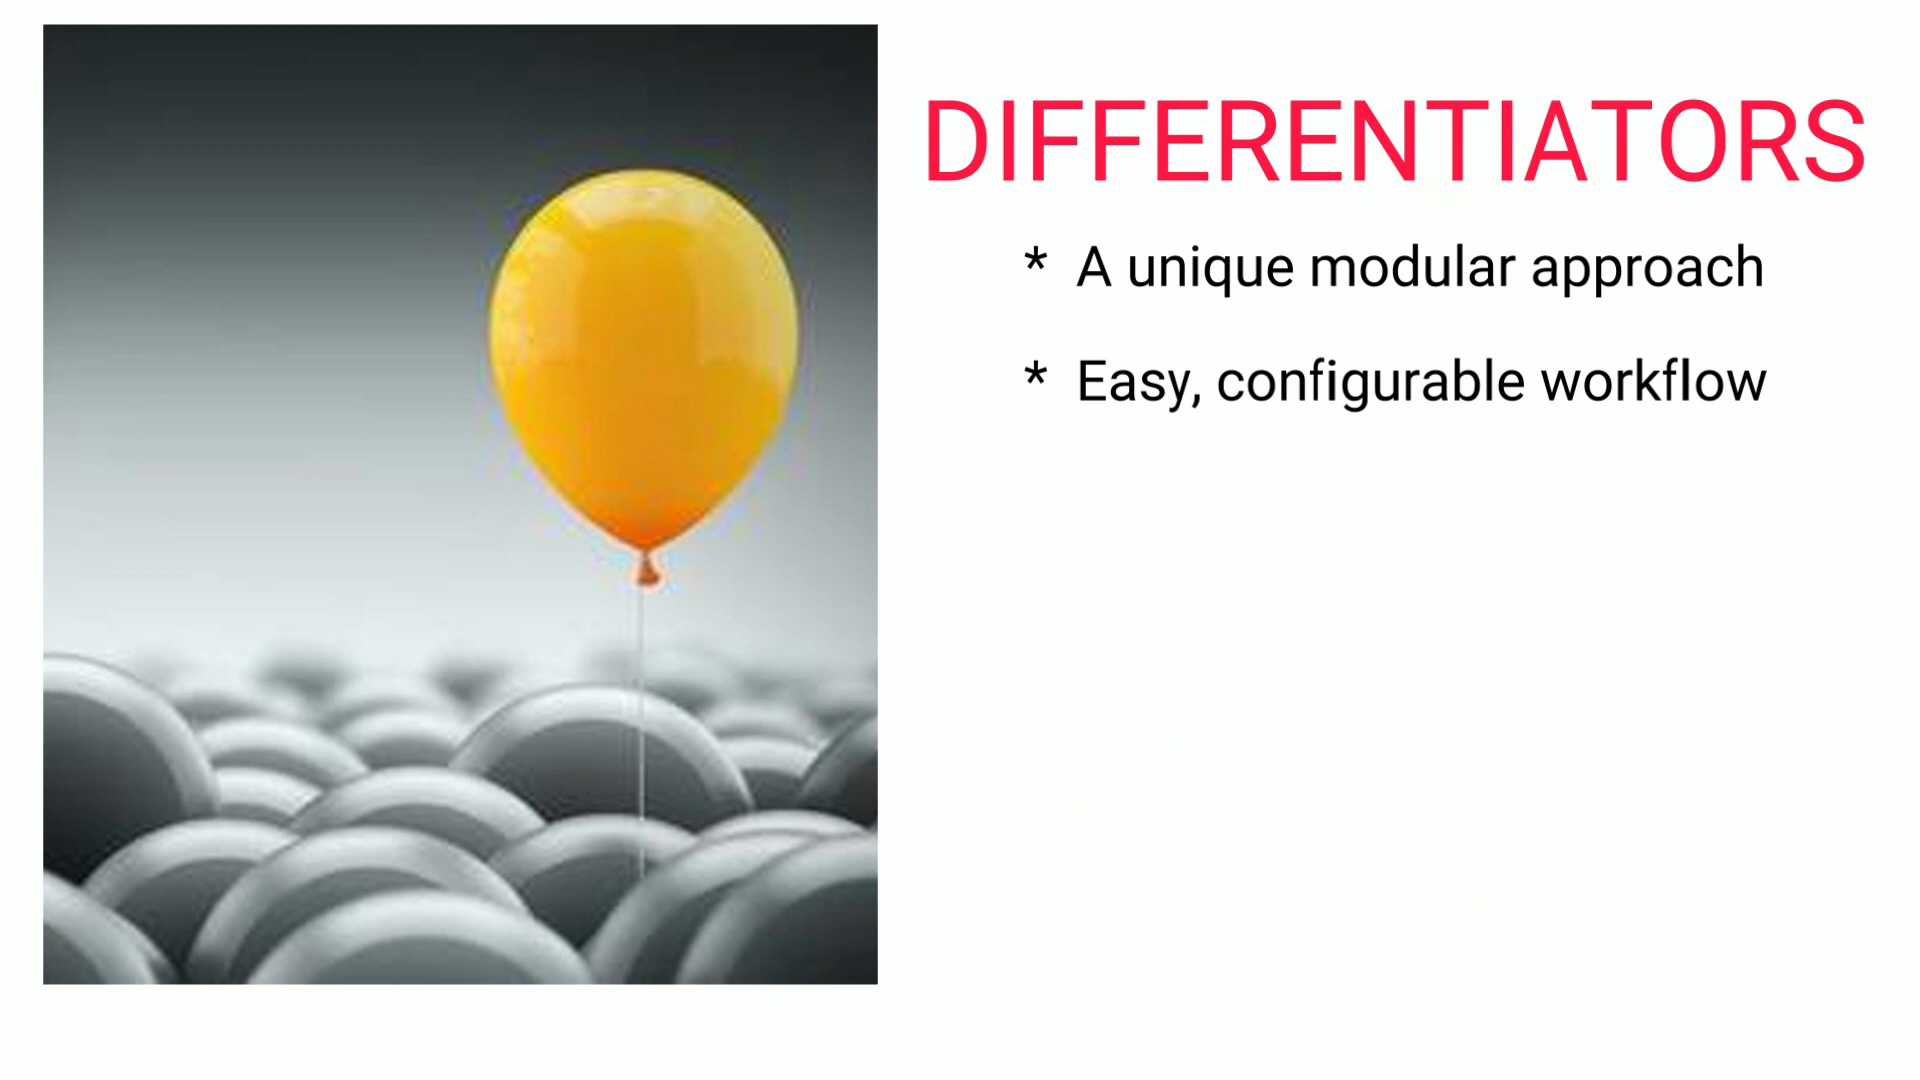 DIFFERENTIATORS
* A unique modular approach
* Easy, configurable workflow